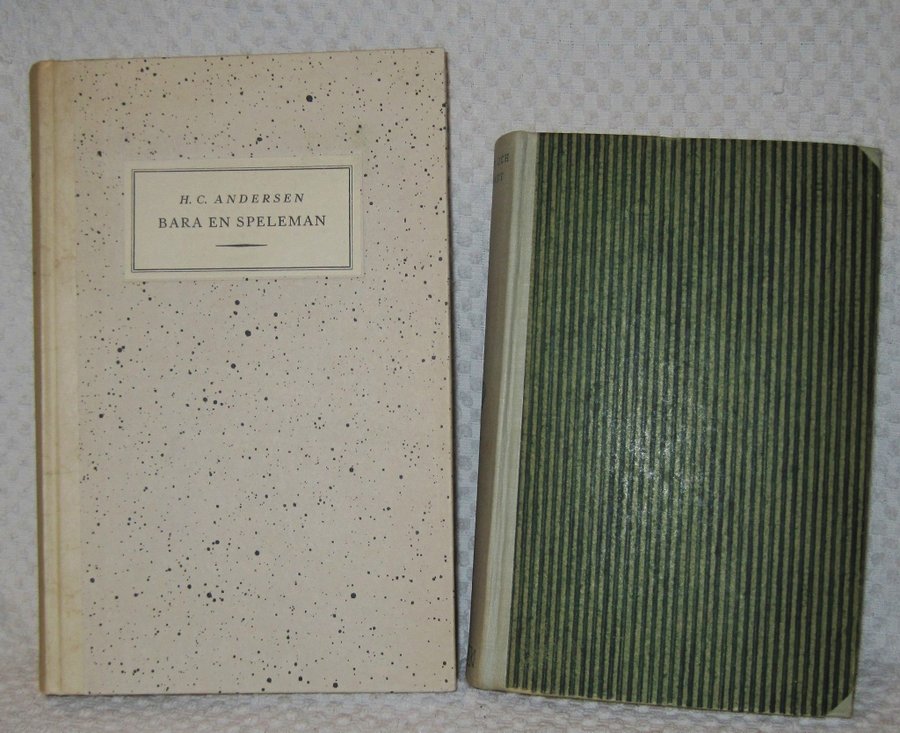 H. C. ANDERSEN
BARA EN SPELEMAN